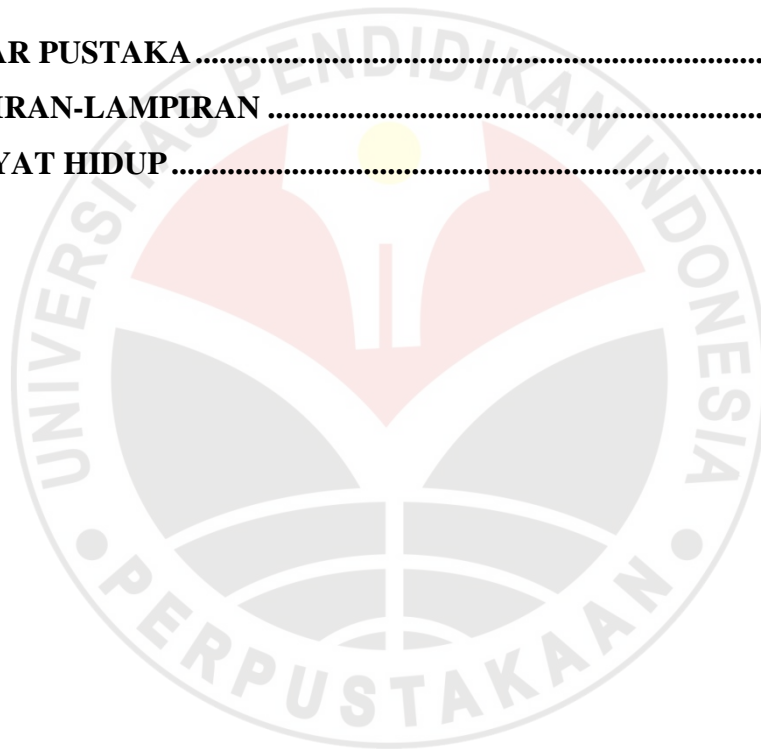 AR PUSTAKA ....................................................................................
IRAN-LAMPIRAN ........................................................................
YAT HIDUP ........................................................................................
UNIVERSITAS PENDIDIKAN INDONESIA
• PERPUSTAKAAN •